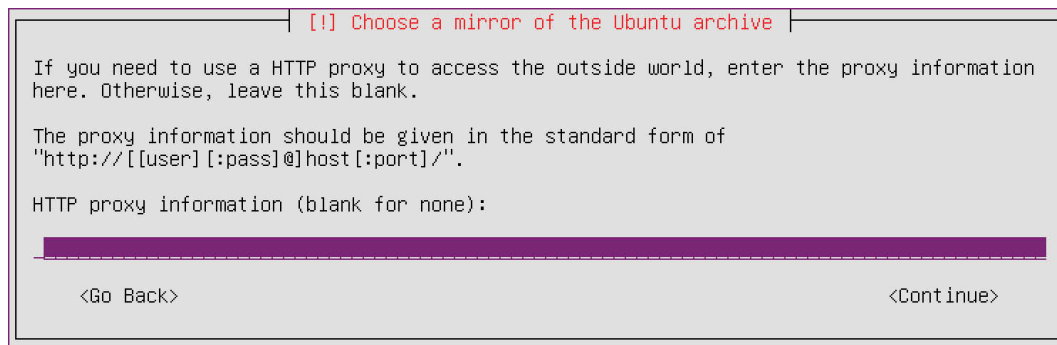 [!] Choose a mirror of the Ubuntu archive
If you need to use a HTTP proxy to access the outside world, enter the proxy information
here. Otherwise, leave this blank.
The proxy information should be given in the standard form of
"http://[[user][:pass]@]host[:port]/".
HTTP proxy information (blank for none):
<Go Back> <Continue>